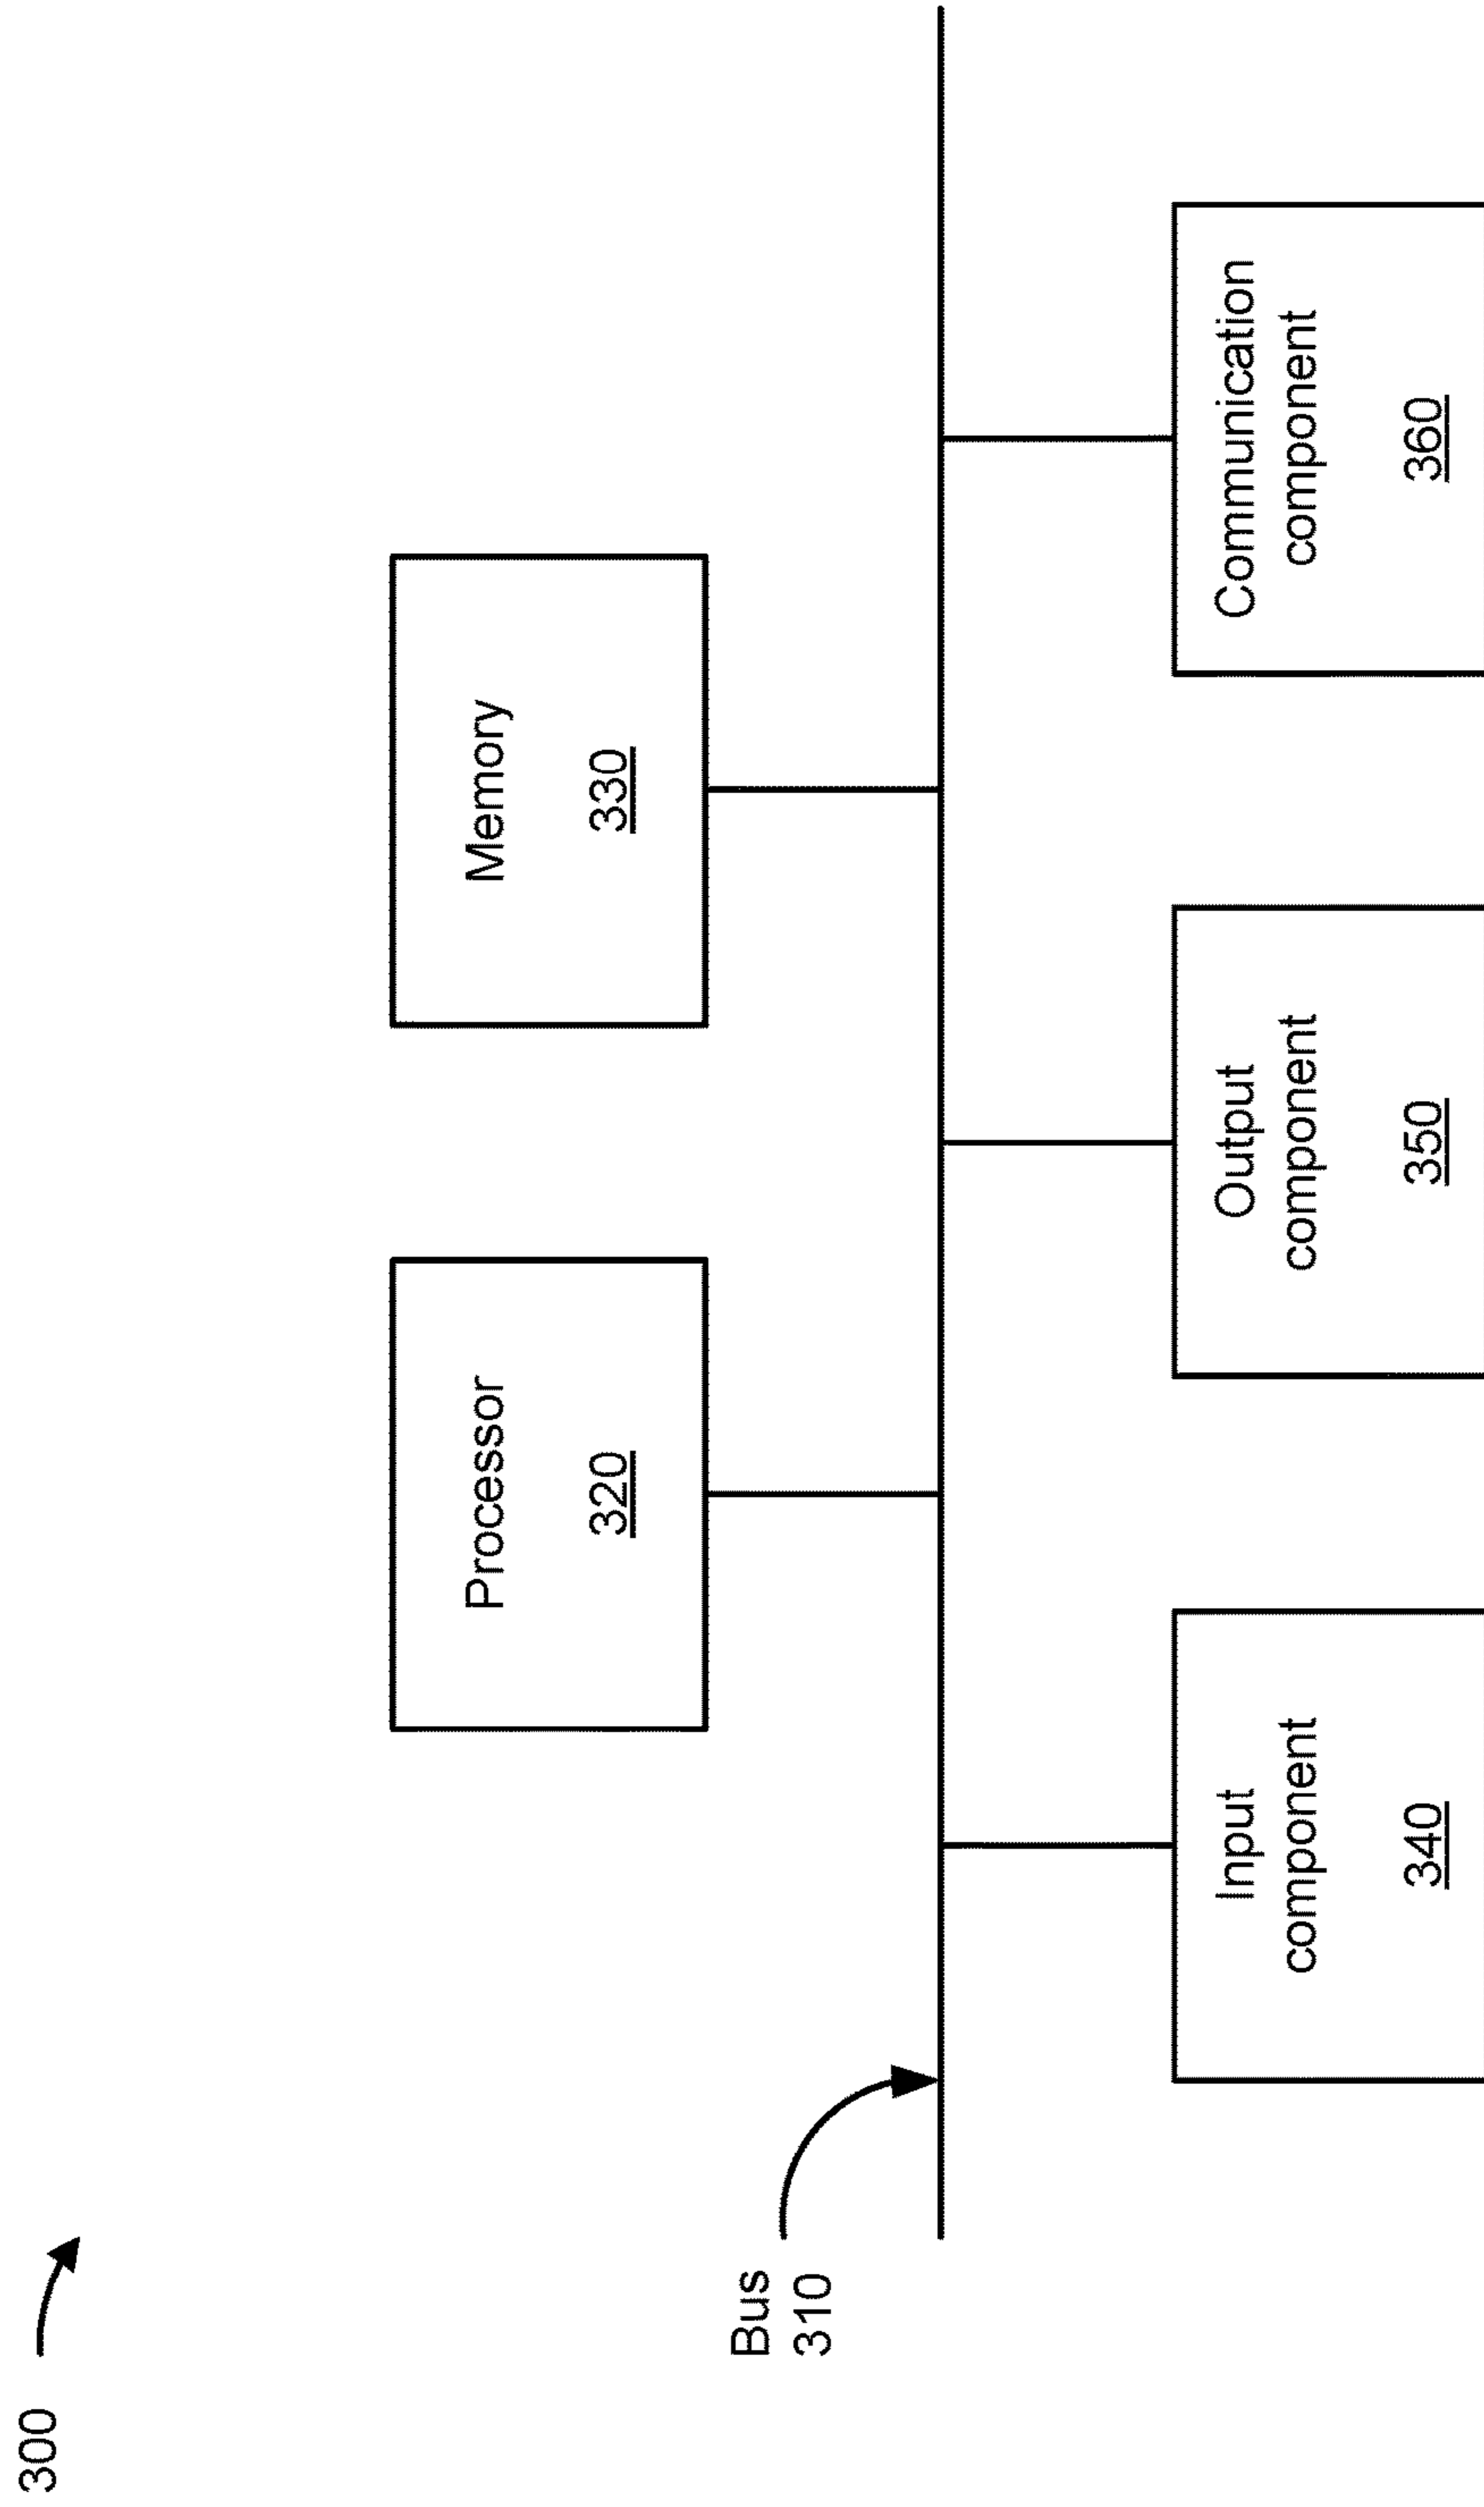 300
Processor
320
Memory
330
Bus
310
Input
component
340
Output
component
350
Communication
component
360